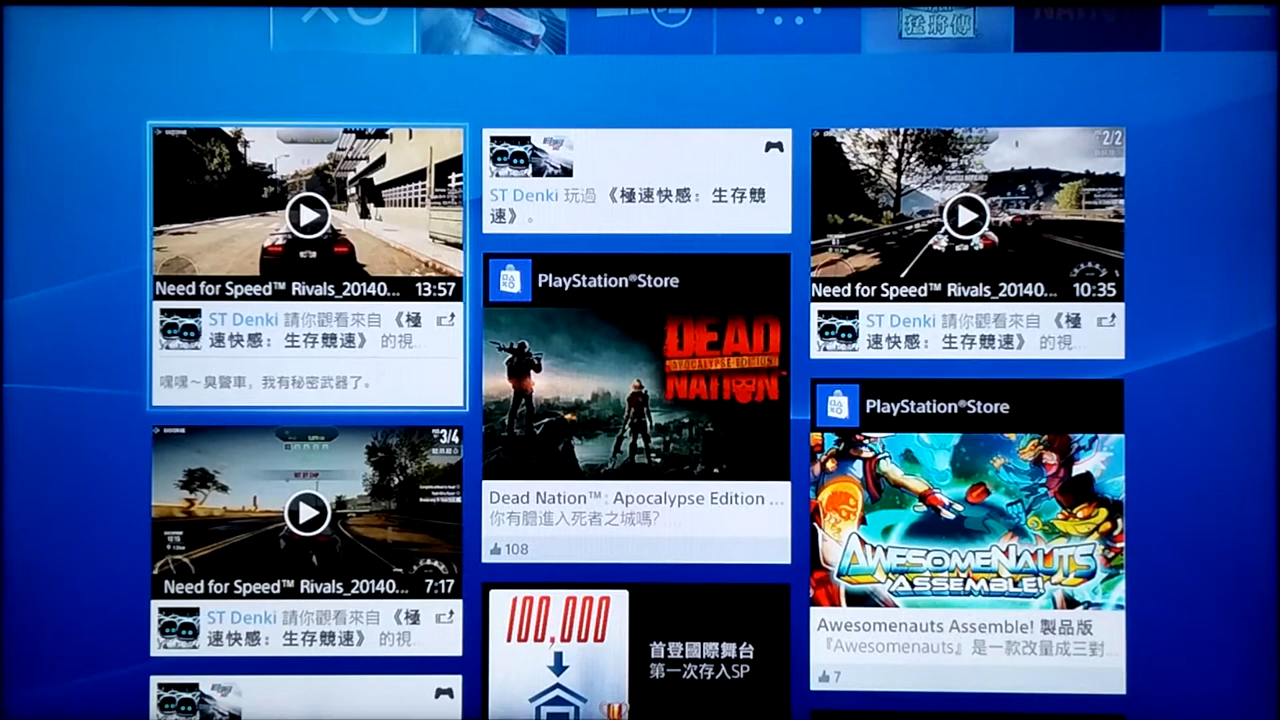 猛將傳
NATION
Need for Speed™ Rivals_20140... 13:57
ST Denki 請你觀看來自 《極
速快感：生存競速》 的視...
嘿嘿～臭警車，我有秘密武器了。
3/4
Need for Speed™ Rivals_20140... 7:17
ST Denki 請你觀看來自 《極
速快感：生存競速》 的視...
ST Denki 玩過 《極速快感：生存競
速》。
PlayStation®Store
DEAD
APOCALYPSE EDITION
NATION
Dead Nation™: Apocalypse Edition ...
你有膽進入死者之城嗎?
108
100,000
首登國際舞台
第一次存入SP
2/2
Need for Speed™ Rivals_20140... 10:35
ST Denki 請你觀看來自 《極
速快感：生存競速》 的視...
PlayStation®Store
AWESOMENAUTS
ASSEMBLE!
Awesomenauts Assemble! 製品版
『Awesomenauts』是一款改量成三對...
7